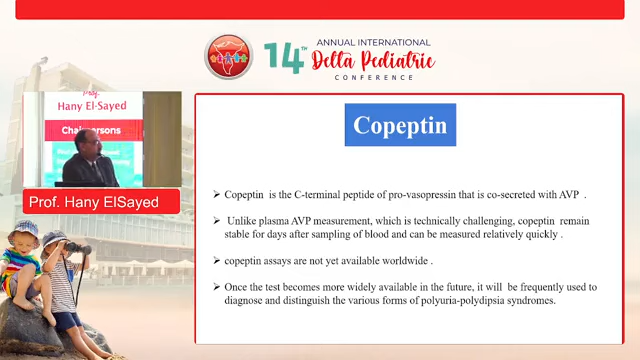 14TH
ANNUAL INTERNATIONAL
Delta Pediatric
CONFERENCE
Prof.
Hany El-Sayed
Chairpersons
Prof. Hany ElSayed
Copeptin
➢ Copeptin is the C-terminal peptide of pro-vasopressin that is co-secreted with AVP .
➢ Unlike plasma AVP measurement, which is technically challenging, copeptin remain
stable for days after sampling of blood and can be measured relatively quickly .
➢ copeptin assays are not yet available worldwide .
➢ Once the test becomes more widely available in the future, it will be frequently used to
diagnose and distinguish the various forms of polyuria-polydipsia syndromes.